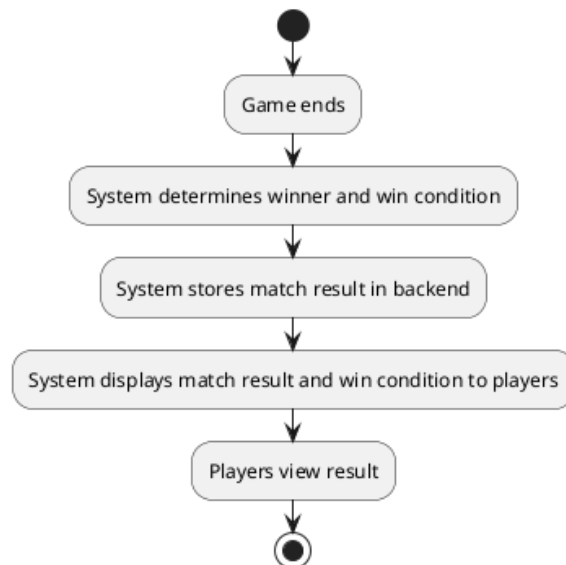 Game ends
System determines winner and win condition
System stores match result in backend
System displays match result and win condition to players
Players view result